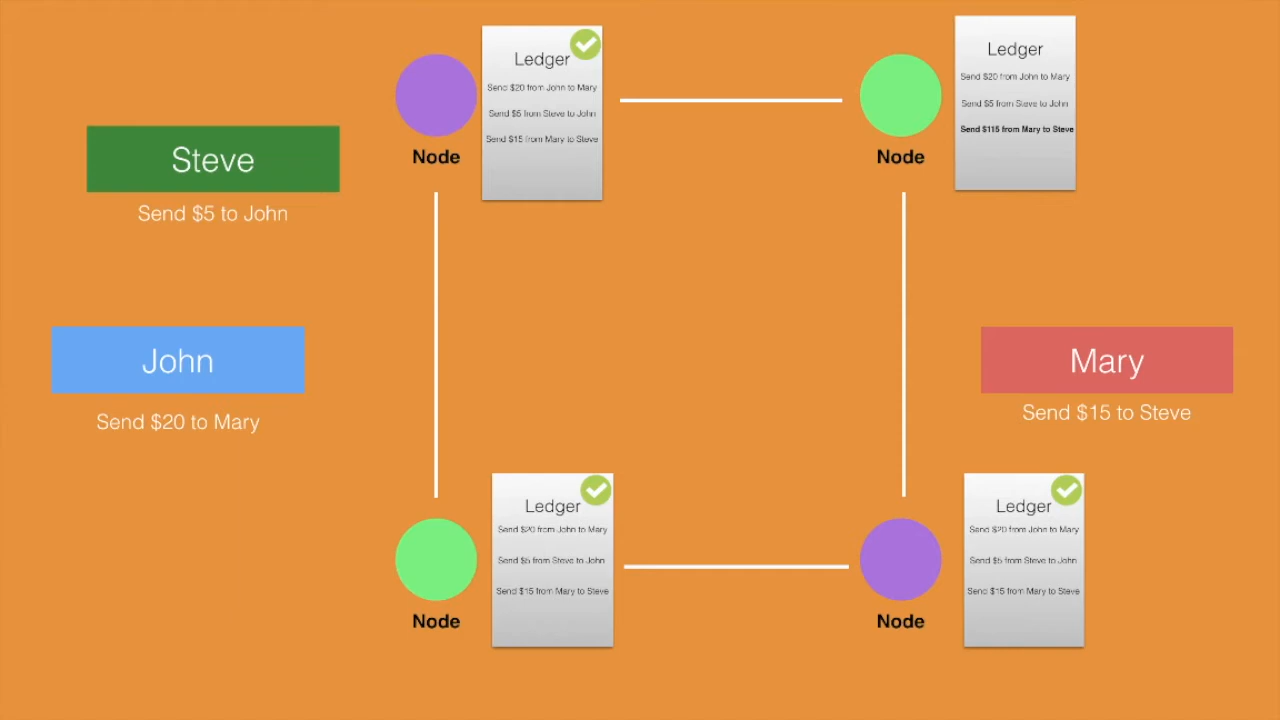 Ledger
Send $20 from John to Mary
Send $5 from Steve to John
Send $15 from Mary to Steve
Node
Ledger
Send $20 from John to Mary
Send $5 from Steve to John
Send $115 from Mary to Steve
Node
Steve
Send $5 to John
John
Send $20 to Mary
Mary
Send $15 to Steve
Ledger
Send $20 from John to Mary
Send $5 from Steve to John
Send $15 from Mary to Steve
Node
Ledger
Send $20 from John to Mary
Send $5 from Steve to John
Send $15 from Mary to Steve
Node